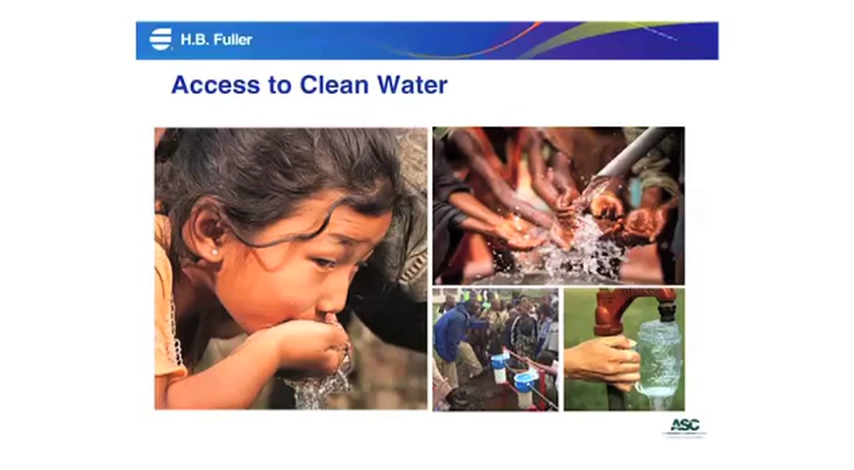 H.B. Fuller
Access to Clean Water
ASC